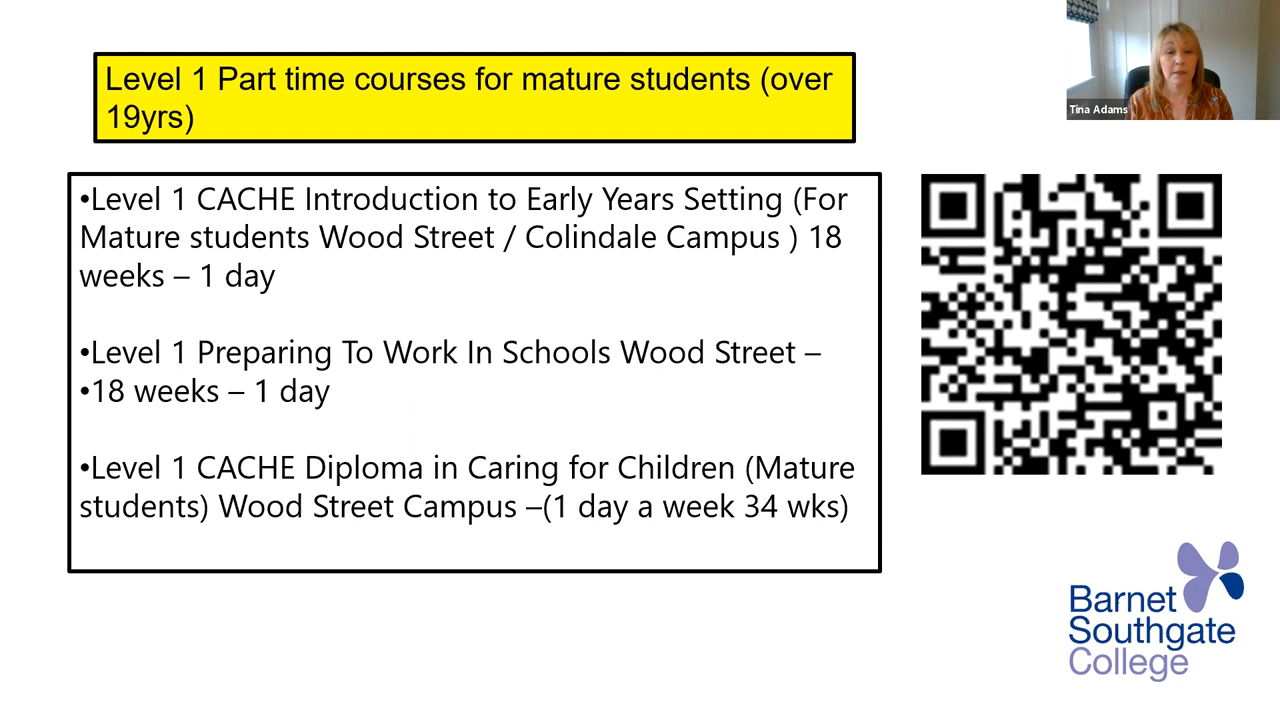 Level 1 Part time courses for mature students (over
19yrs)
Tina Adams
•Level 1 CACHE Introduction to Early Years Setting (For
Mature students Wood Street / Colindale Campus ) 18
weeks – 1 day
•Level 1 Preparing To Work In Schools Wood Street –
•18 weeks – 1 day
•Level 1 CACHE Diploma in Caring for Children (Mature
students) Wood Street Campus –(1 day a week 34 wks)
Barnet
Southgate
College